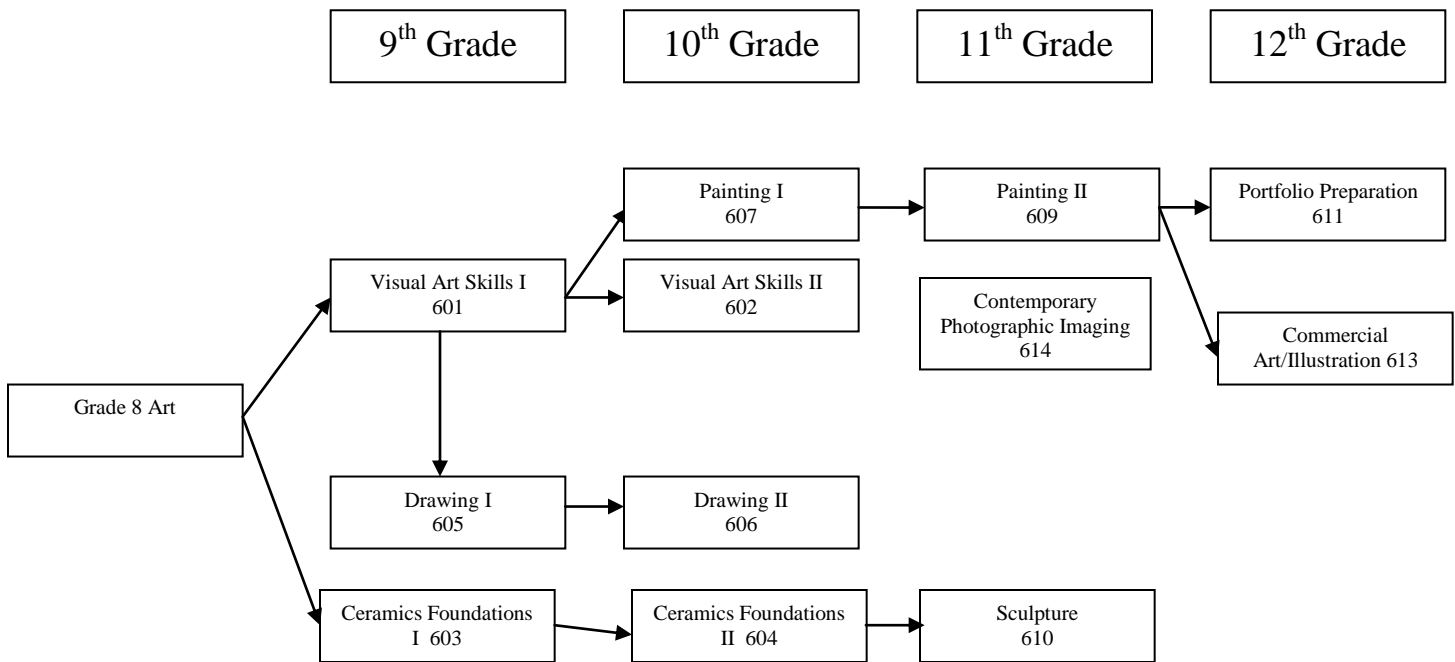 9th Grade
10th Grade
11th Grade
12th Grade
Painting I
607
Painting II
609
Portfolio Preparation
611
Visual Art Skills I
601
Visual Art Skills II
602
Contemporary
Photographic Imaging
614
Commercial
Art/Illustration 613
Grade 8 Art
Drawing I
605
Drawing II
606
Ceramics Foundations
I 603
Ceramics Foundations
II 604
Sculpture
610